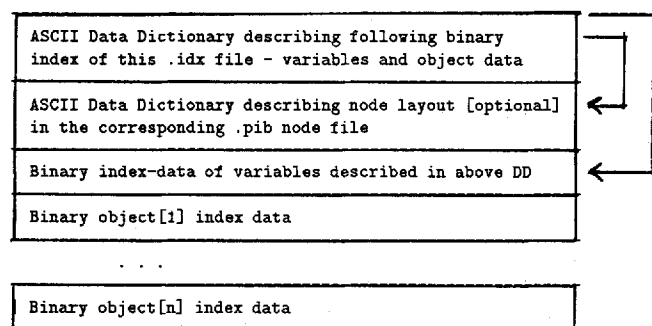 ASCII Data Dictionary describing following binary
index of this .idx file - variables and object data
ASCII Data Dictionary describing node layout [optional]
in the corresponding .pib node file
Binary index-data of variables described in above DD
Binary object[1] index data
. . .
Binary object[n] index data